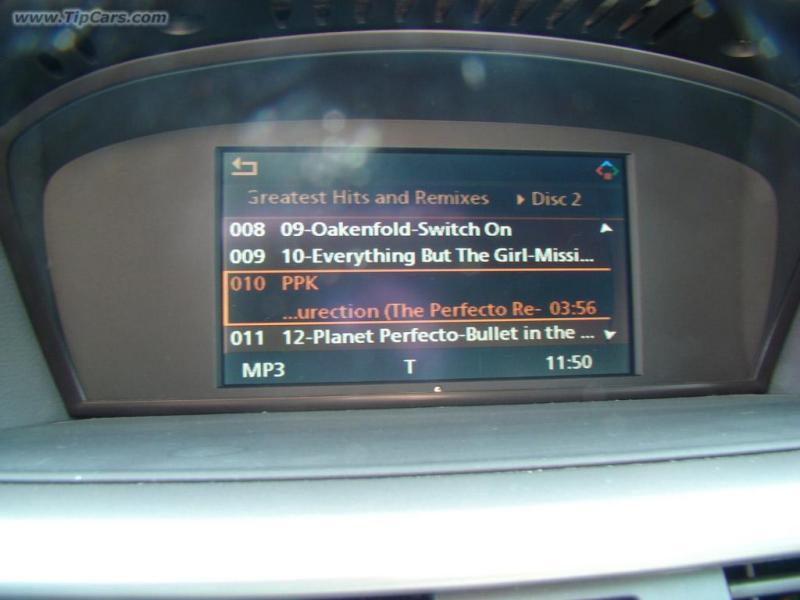 www.TipCars.com
Greatest Hits and Remixes ▸ Disc 2
008 09-Oakenfold-Switch On
009 10-Everything But The Girl-Missi...
010 PPK
...urection (The Perfecto Re- 03:56
011 12-Planet Perfecto-Bullet in the ...
MP3 T 11:50